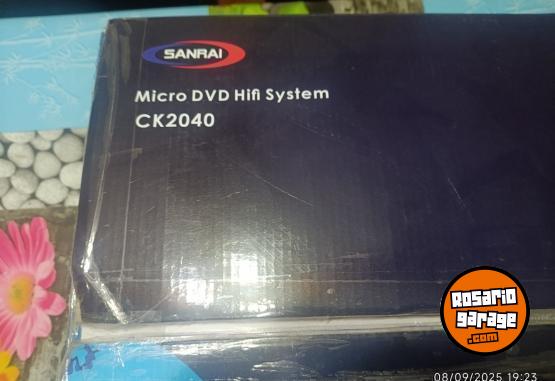 SANRAI
Micro DVD Hifi System
CK2040
Rosario
garage
.com
08/09/2025 19:23